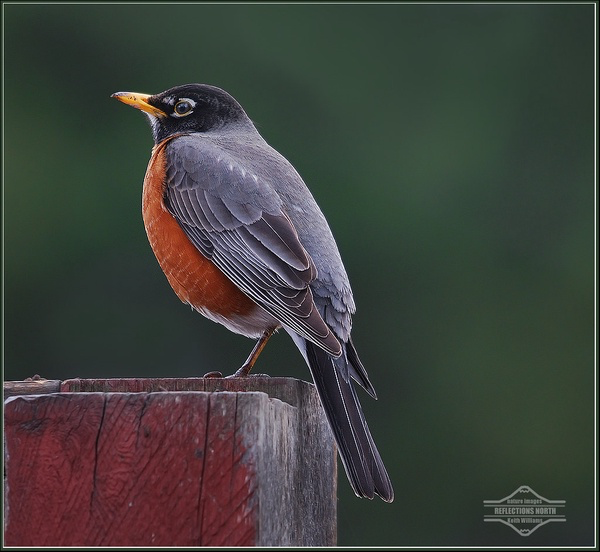 Nature Images
REFLECTIONS NORTH
Keith Williams